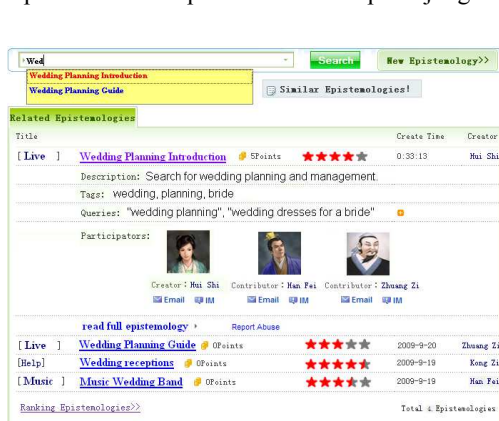 Wed
Search
New Epistemology>>
Wedding Planning Introduction
Wedding Planning Guide
Similar Epistemologies!
Related Epistemologies
Title Create Time Creator
[ Live ] Wedding Planning Introduction 5Points 0:33:13 Hui Shi
Description: Search for wedding planning and management.
Tags: wedding, planning, bride
Queries: "wedding planning", "wedding dresses for a bride"
Participators:
Creator: Hui Shi Contributor: Han Fei Contributor: Zhuang Zi
Email IM Email IM Email IM
read full epistemology Report Abuse
[ Live ] Wedding Planning Guide 0Points 2009-9-20 Zhuang Zi
[Help] Wedding receptions 0Points 2009-9-19 Kong Zi
[ Music ] Music Wedding Band 0Points 2009-9-19 Han Fei
Ranking Epistemologies>> Total 4 Epistemologies